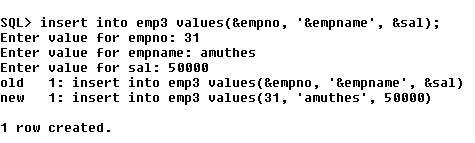 SQL> insert into emp3 values(&empno, '&empname', &sal);
Enter value for empno: 31
Enter value for empname: amuthes
Enter value for sal: 50000
old   1: insert into emp3 values(&empno, '&empname', &sal)
new   1: insert into emp3 values(31, 'amuthes', 50000)
1 row created.